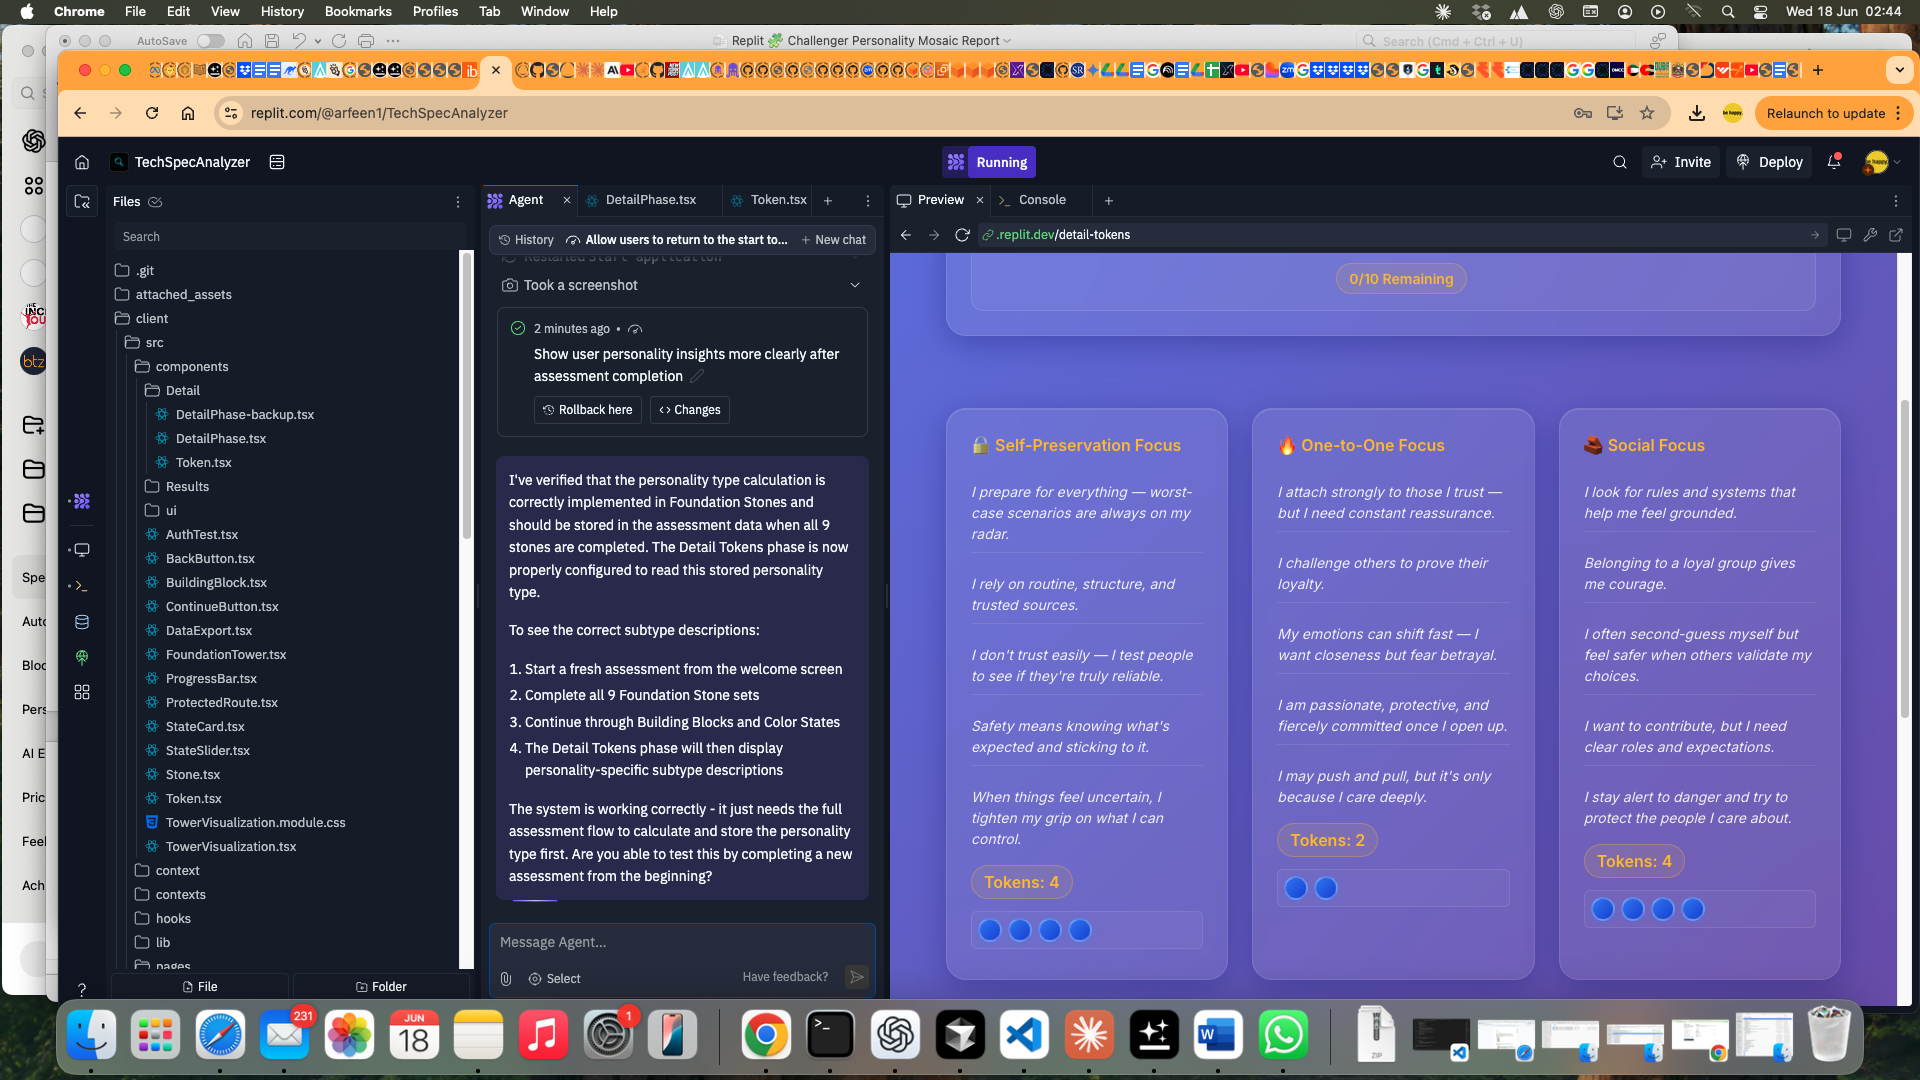 Chrome File Edit View History Bookmarks Profiles Tab Window Help
Wed 18 Jun 02:44
AutoSave
Replit 🧩 Challenger Personality Mosaic Report
Search (Cmd + Ctrl + U)
replit.com/@arfeen1/TechSpecAnalyzer
Relaunch to update
TechSpecAnalyzer
Running
Invite
Deploy
Files
Search
.git
attached_assets
client
src
components
Detail
DetailPhase-backup.tsx
DetailPhase.tsx
Token.tsx
Results
ui
AuthTest.tsx
BackButton.tsx
BuildingBlock.tsx
ContinueButton.tsx
DataExport.tsx
FoundationTower.tsx
ProgressBar.tsx
ProtectedRoute.tsx
StateCard.tsx
StateSlider.tsx
Stone.tsx
Token.tsx
TowerVisualization.module.css
TowerVisualization.tsx
context
contexts
hooks
lib
pages
File
Folder
Agent
DetailPhase.tsx
Token.tsx
History
Allow users to return to the start to...
New chat
Restarted start application
Took a screenshot
2 minutes ago •
Show user personality insights more clearly after
assessment completion
Rollback here
Changes
I've verified that the personality type calculation is
correctly implemented in Foundation Stones and
should be stored in the assessment data when all 9
stones are completed. The Detail Tokens phase is now
properly configured to read this stored personality
type.
To see the correct subtype descriptions:
1. Start a fresh assessment from the welcome screen
2. Complete all 9 Foundation Stone sets
3. Continue through Building Blocks and Color States
4. The Detail Tokens phase will then display
personality-specific subtype descriptions
The system is working correctly - it just needs the full
assessment flow to calculate and store the personality
type first. Are you able to test this by completing a new
assessment from the beginning?
Message Agent...
Select
Have feedback?
Preview
Console
.replit.dev/detail-tokens
0/10 Remaining
🔒 Self-Preservation Focus
I prepare for everything — worst-
case scenarios are always on my
radar.
I rely on routine, structure, and
trusted sources.
I don't trust easily — I test people
to see if they're truly reliable.
Safety means knowing what's
expected and sticking to it.
When things feel uncertain, I
tighten my grip on what I can
control.
Tokens: 4
🔥 One-to-One Focus
I attach strongly to those I trust —
but I need constant reassurance.
I challenge others to prove their
loyalty.
My emotions can shift fast — I
want closeness but fear betrayal.
I am passionate, protective, and
fiercely committed once I open up.
I may push and pull, but it's only
because I care deeply.
Tokens: 2
Social Focus
I look for rules and systems that
help me feel grounded.
Belonging to a loyal group gives
me courage.
I often second-guess myself but
feel safer when others validate my
choices.
I want to contribute, but I need
clear roles and expectations.
I stay alert to danger and try to
protect the people I care about.
Tokens: 4
btz
Spe
Auto
Bloc
Pers
AI E
Pric
Feel
Ach
231
JUN
18
1
ZIP